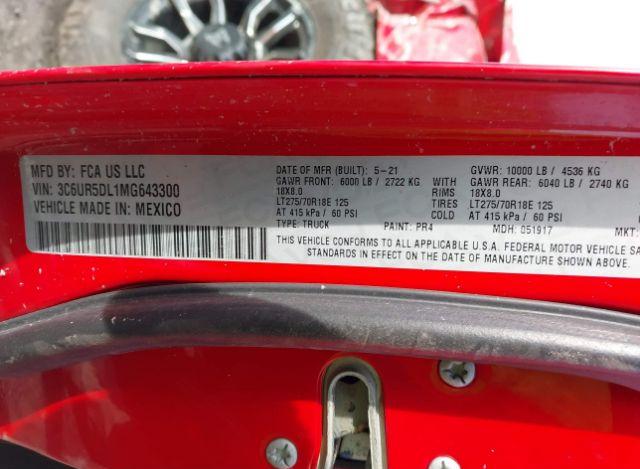 MFD BY: FCA US LLC
VIN: 3C6UR5DL1MG643300
VEHICLE MADE IN: MEXICO
DATE OF MFR (BUILT): 5-21 GVWR: 10000 LB / 4536 KG
GAWR FRONT: 6000 LB / 2722 KG WITH GAWR REAR: 6040 LB / 2740 KG
18X8.0 RIMS 18X8.0
LT275/70R18E 125 TIRES LT275/70R18E 125
AT 415 kPa / 60 PSI COLD AT 415 kPa / 60 PSI
TYPE: TRUCK PAINT: PR4 MDH: 051917 MKT:
THIS VEHICLE CONFORMS TO ALL APPLICABLE U.S.A. FEDERAL MOTOR VEHICLE SA
STANDARDS IN EFFECT ON THE DATE OF MANUFACTURE SHOWN ABOVE.